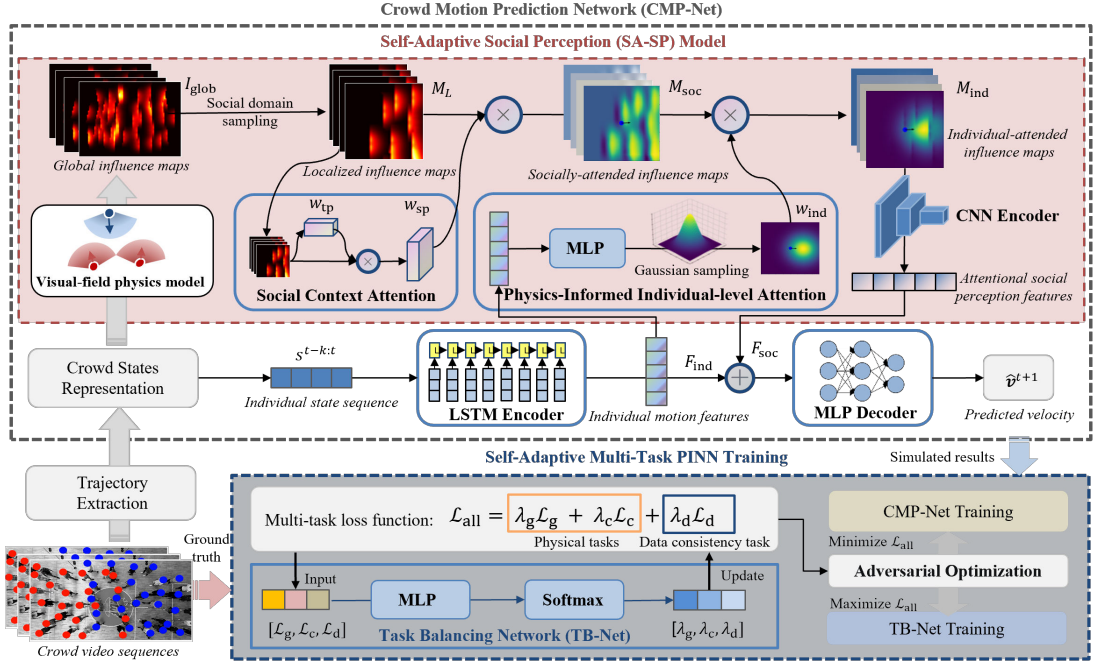 Crowd Motion Prediction Network (CMP-Net)
Self-Adaptive Social Perception (SA-SP) Model
I_glob
Social domain
sampling
Global influence maps
M_L
Localized influence maps
×
M_soc
Socially-attended influence maps
×
M_ind
Individual-attended
influence maps
Visual-field physics model
w_tp
w_sp
×
Social Context Attention
MLP
Gaussian sampling
w_ind
Physics-Informed Individual-level Attention
CNN Encoder
Attentional social
perception features
Crowd States
Representation
s^{t−k:t}
Individual state sequence
L L L L L L L L
LSTM Encoder
Individual motion features
F_ind
F_soc
+
MLP Decoder
v̂^{t+1}
Predicted velocity
Trajectory
Extraction
Crowd video sequences
Ground
truth
Simulated results
Self-Adaptive Multi-Task PINN Training
Multi-task loss function: ℒ_all = λ_gℒ_g + λ_cℒ_c + λ_dℒ_d
Physical tasks
Data consistency task
Input
[ℒ_g, ℒ_c, ℒ_d]
MLP
Softmax
Update
[λ_g, λ_c, λ_d]
Task Balancing Network (TB-Net)
CMP-Net Training
Minimize ℒ_all
Adversarial Optimization
Maximize ℒ_all
TB-Net Training